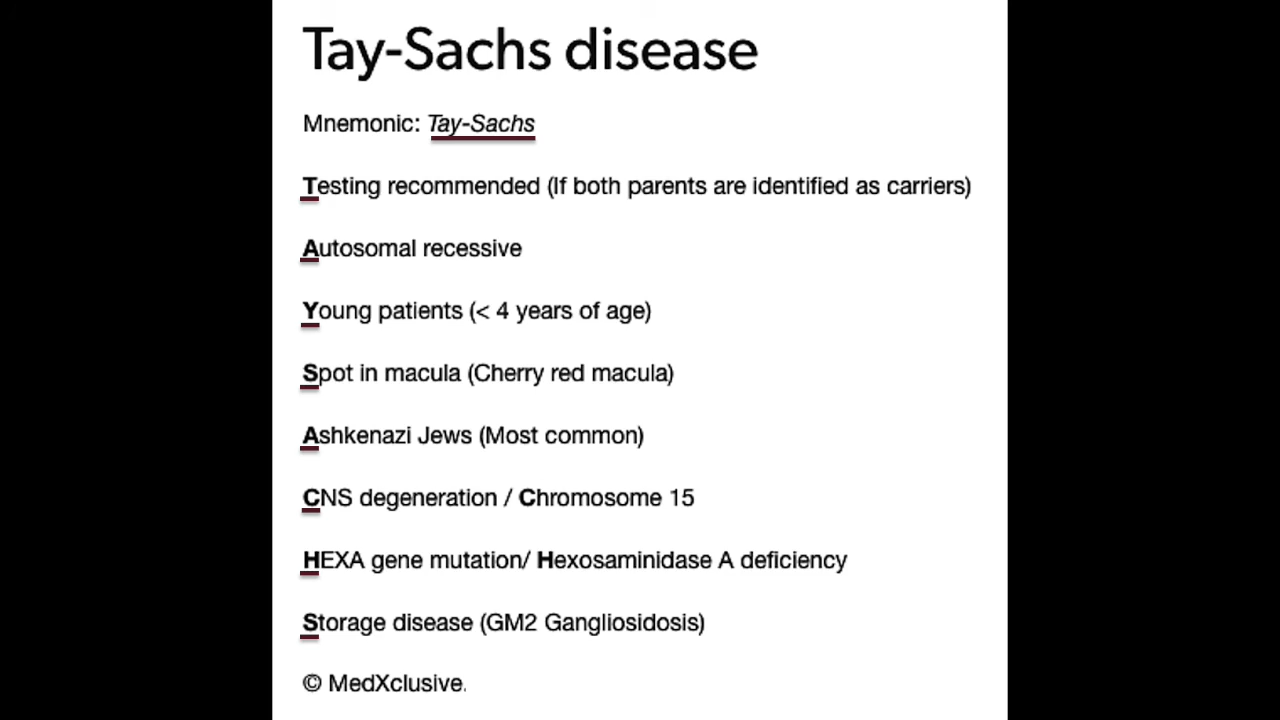 Tay-Sachs disease
Mnemonic: Tay-Sachs
Testing recommended (If both parents are identified as carriers)
Autosomal recessive
Young patients (< 4 years of age)
Spot in macula (Cherry red macula)
Ashkenazi Jews (Most common)
CNS degeneration / Chromosome 15
HEXA gene mutation/ Hexosaminidase A deficiency
Storage disease (GM2 Gangliosidosis)
© MedXclusive.